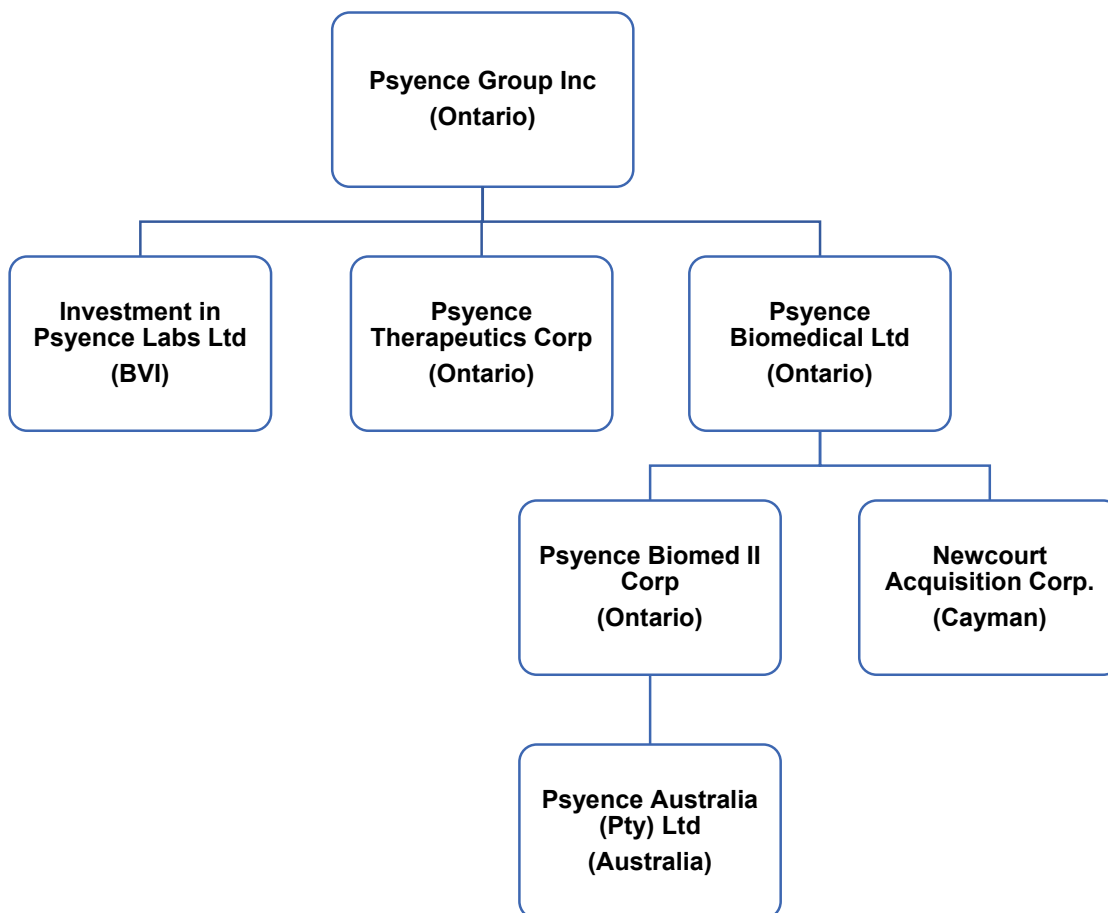 Psyence Group Inc
(Ontario)
Investment in
Psyence Labs Ltd
(BVI)
Psyence
Therapeutics Corp
(Ontario)
Psyence
Biomedical Ltd
(Ontario)
Psyence Biomed II
Corp
(Ontario)
Newcourt
Acquisition Corp.
(Cayman)
Psyence Australia
(Pty) Ltd
(Australia)